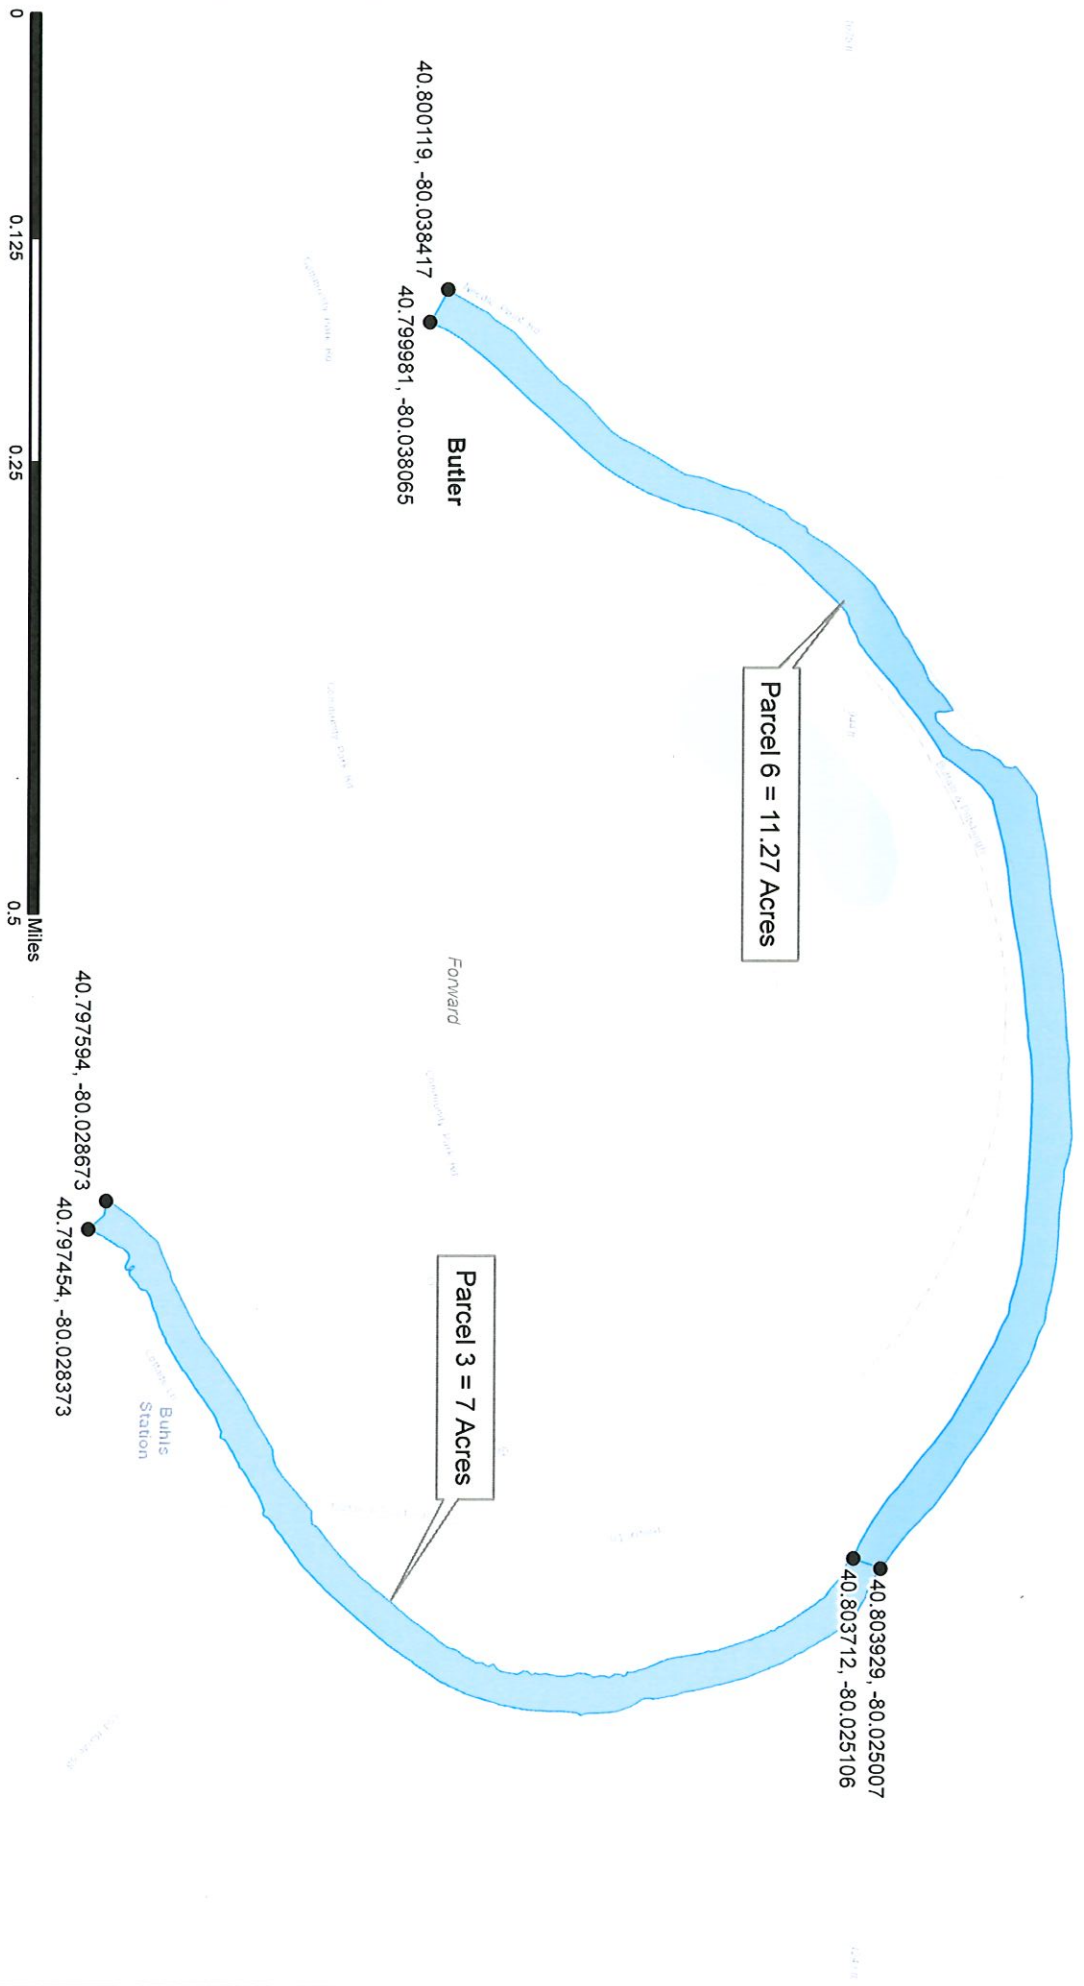 40.803929, -80.025007
40.803712, -80.025106
Parcel 6 = 11.27 Acres
40.800119, -80.038417
40.799981, -80.038065
Butler
Forward
Parcel 3 = 7 Acres
40.797594, -80.028673
40.797454, -80.028373
Buhls
Station
0
0.125
0.25
0.5
Miles